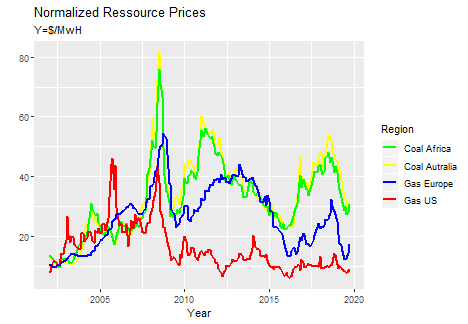 Normalized Ressource Prices
Y=$/MwH
80
60
40
20
2005
2010
2015
2020
Year
Region
Coal Africa
Coal Autralia
Gas Europe
Gas US